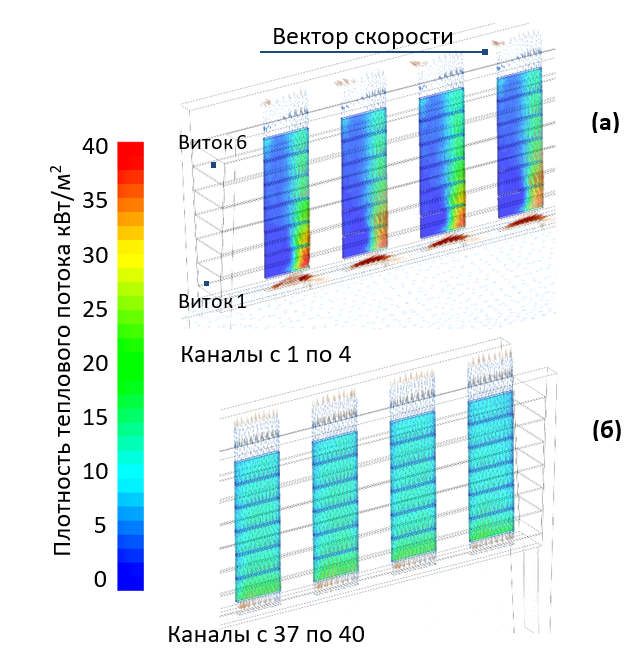 Вектор скорости
(а)
Виток 6
40
35
30
25
20
15
10
5
0
Плотность теплового потока кВт/м²
Виток 1
Каналы с 1 по 4
(б)
Каналы с 37 по 40